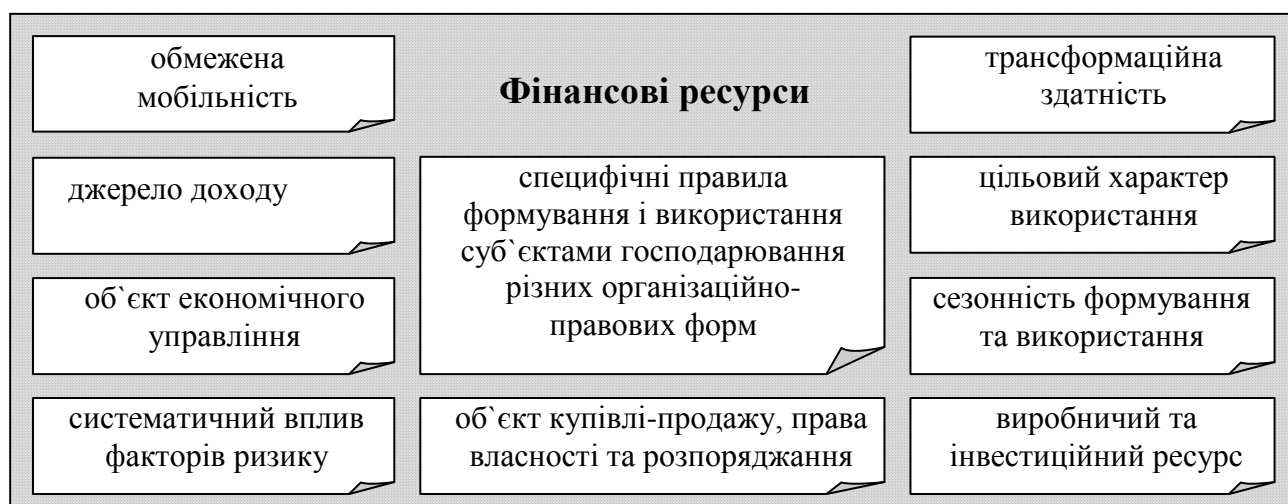 обмежена
мобільність
Фінансові ресурси
трансформаційна
здатність
джерело доходу
специфічні правила
формування і використання
суб`єктами господарювання
різних організаційно-
правових форм
цільовий характер
використання
об`єкт економічного
управління
сезонність формування
та використання
систематичний вплив
факторів ризику
об`єкт купівлі-продажу, права
власності та розпоряджання
виробничий та
інвестиційний ресурс